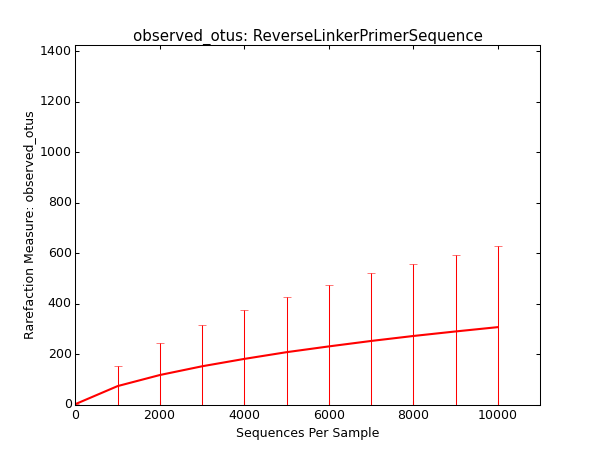 observed_otus: ReverseLinkerPrimerSequence
1400
1200
1000
800
600
400
200
0
Rarefaction Measure: observed_otus
0 2000 4000 6000 8000 10000
Sequences Per Sample